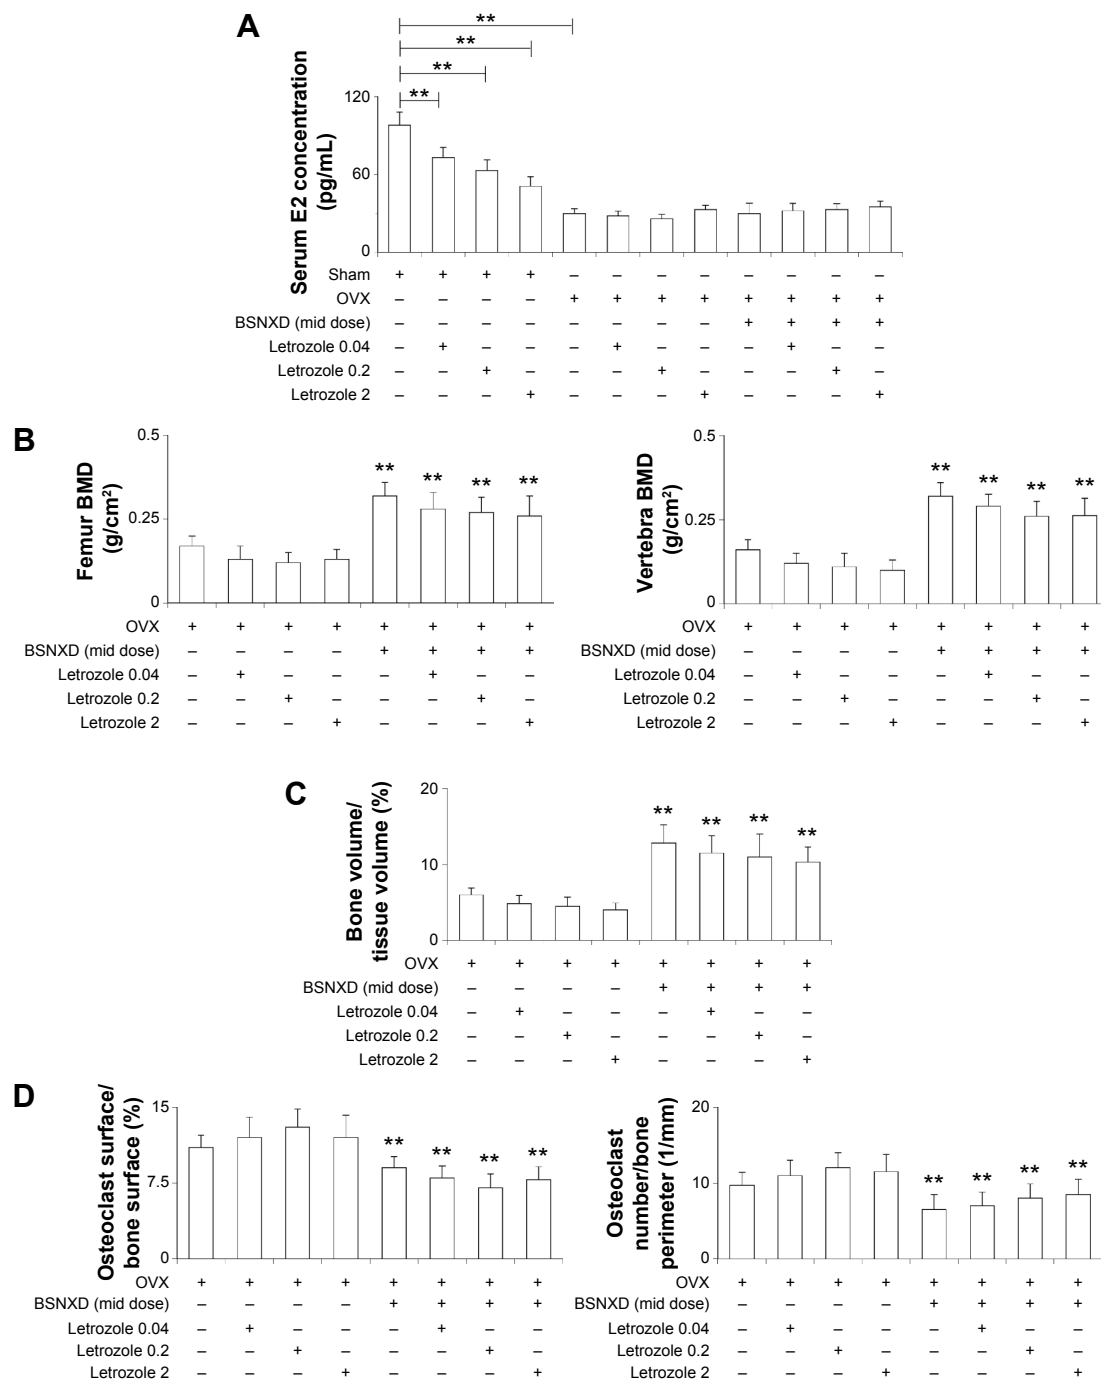 A
**
**
**
**
Serum E2 concentration
(pg/mL)
120
60
0
Sham + + + + – – – – – – – –
OVX – – – – + + + + + + + +
BSNXD (mid dose) – – – – – – – – + + + +
Letrozole 0.04 – + – – – + – – – + – –
Letrozole 0.2 – – + – – – + – – – + –
Letrozole 2 – – – + – – – + – – – +
B
Femur BMD
(g/cm²)
0.5
0.25
0
** ** ** **
OVX + + + + + + + +
BSNXD (mid dose) – – – – + + + +
Letrozole 0.04 – + – – – + – –
Letrozole 0.2 – – + – – – + –
Letrozole 2 – – – + – – – +
Vertebra BMD
(g/cm²)
0.5
0.25
0
** ** ** **
OVX + + + + + + + +
BSNXD (mid dose) – – – – + + + +
Letrozole 0.04 – + – – – + – –
Letrozole 0.2 – – + – – – + –
Letrozole 2 – – – + – – – +
C
Bone volume/
tissue volume (%)
20
10
0
** ** ** **
OVX + + + + + + + +
BSNXD (mid dose) – – – – + + + +
Letrozole 0.04 – + – – – + – –
Letrozole 0.2 – – + – – – + –
Letrozole 2 – – – + – – – +
D
Osteoclast surface/
bone surface (%)
15
7.5
0
** ** ** **
OVX + + + + + + + +
BSNXD (mid dose) – – – – + + + +
Letrozole 0.04 – + – – – + – –
Letrozole 0.2 – – + – – – + –
Letrozole 2 – – – + – – – +
Osteoclast
number/bone
perimeter (1/mm)
20
10
0
** ** ** **
OVX + + + + + + + +
BSNXD (mid dose) – – – – + + + +
Letrozole 0.04 – + – – – + – –
Letrozole 0.2 – – + – – – + –
Letrozole 2 – – – + – – – +